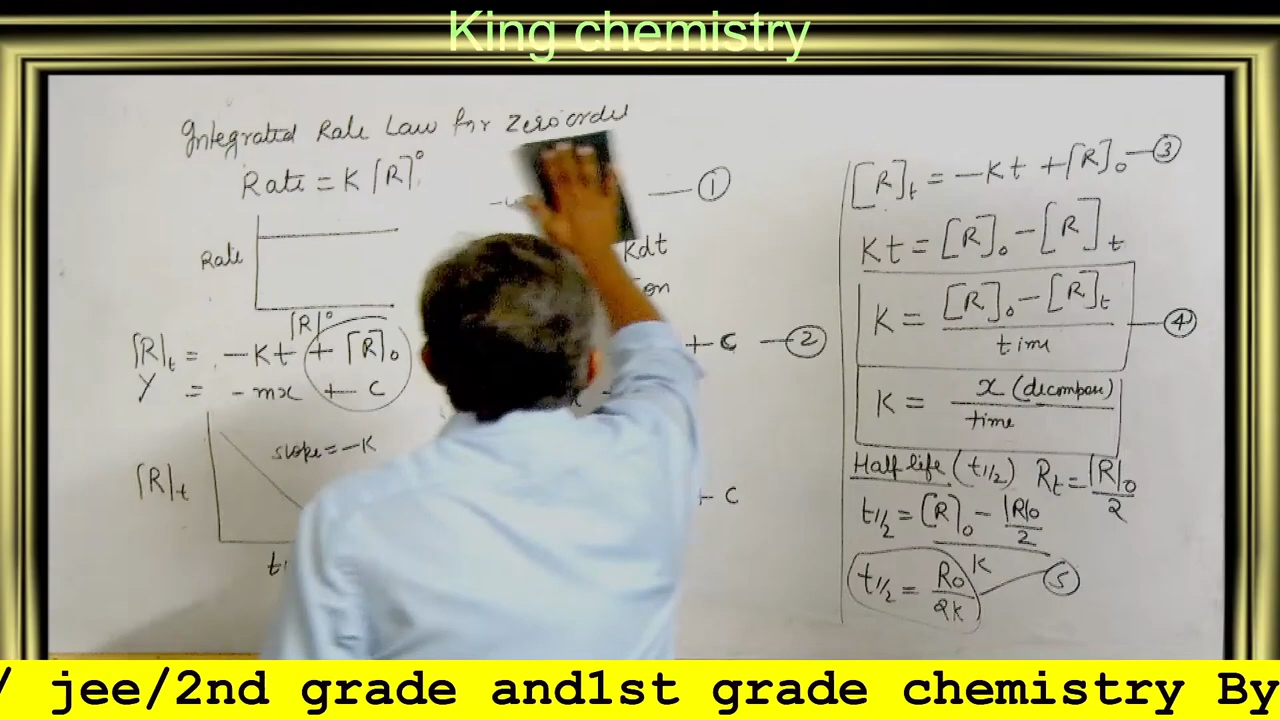 King chemistry
Integrated Rate Law for Zero order
Rate = K [R]°
— ①
Rate
[R]°
Kdt
[R]t = -Kt + [R]₀
Y = -mx + C
+ C — ②
slope = -K
[R]t
+ C
[R]t = -Kt + [R]₀ — ③
Kt = [R]₀ - [R]t
K = [R]₀ - [R]t / time — ④
K = x (decompose) / time
Half life (t1/2) Rt = [R]₀/2
t1/2 = [R]₀ - [R]₀/2 / K
t1/2 = R₀/2K — ⑤
/ jee/2nd grade and1st grade chemistry By